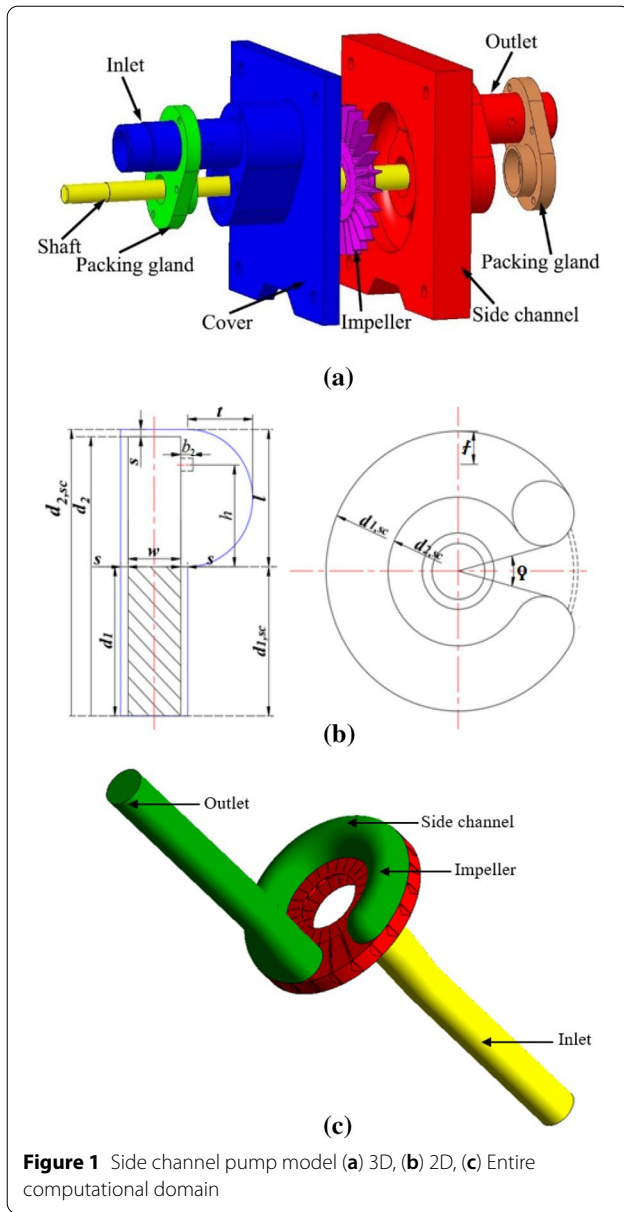 Outlet
Inlet
Shaft
Packing gland
Cover
Impeller
Side channel
Packing gland
(a)
t
s
b2
d2,sc
d2
h
l
w
s
s
d1
d1,sc
f
d1,sc
d2,sc
φ
(b)
Outlet
Side channel
Impeller
Inlet
(c)
Figure 1 Side channel pump model (a) 3D, (b) 2D, (c) Entire
computational domain